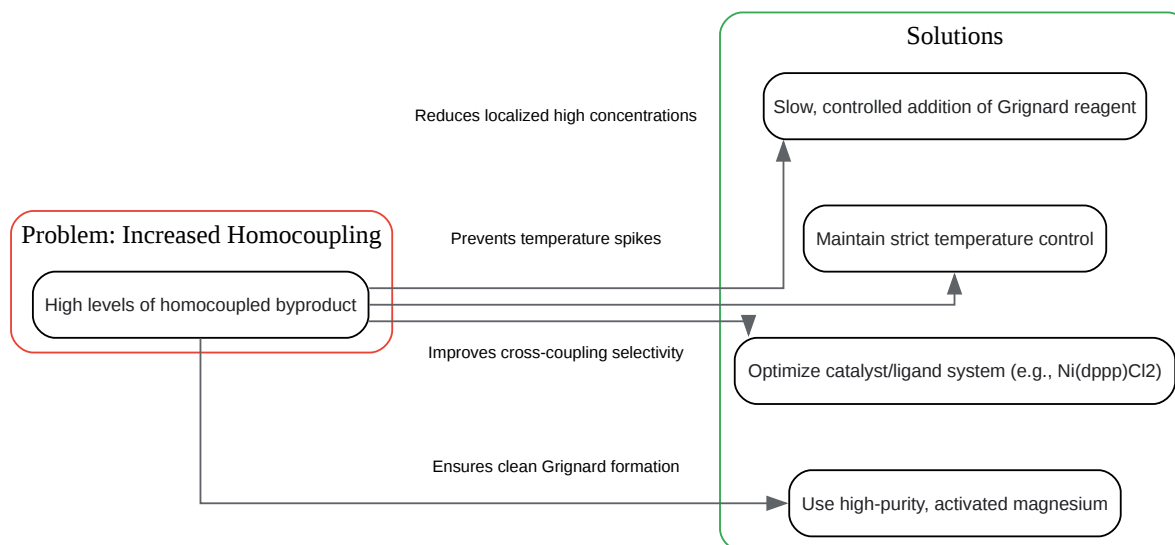 Solutions
Slow, controlled addition of Grignard reagent
Reduces localized high concentrations
Problem: Increased Homocoupling
Prevents temperature spikes
Maintain strict temperature control
High levels of homocoupled byproduct
Improves cross-coupling selectivity
Optimize catalyst/ligand system (e.g., Ni(dppp)Cl2)
Ensures clean Grignard formation
Use high-purity, activated magnesium